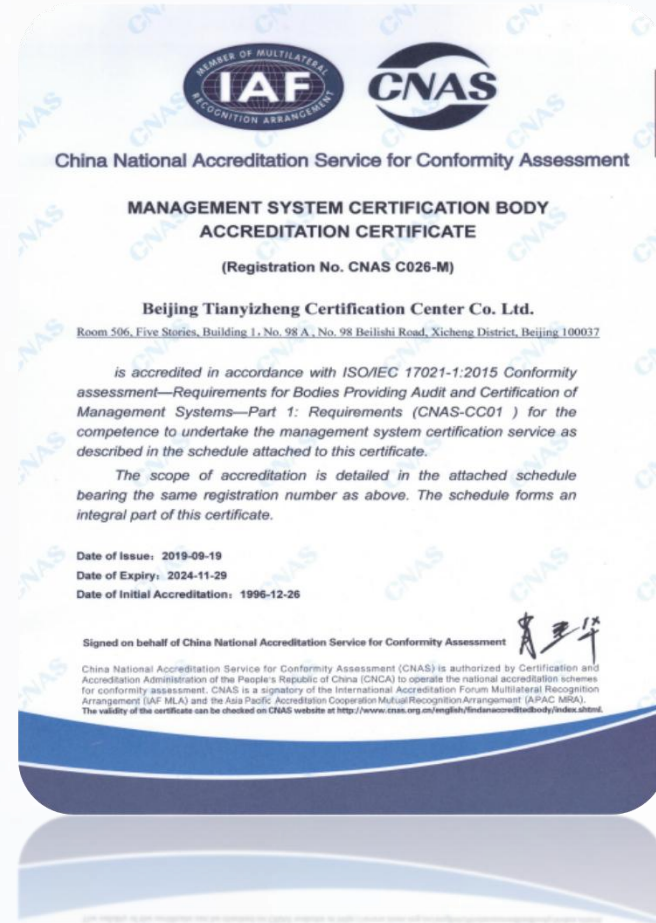 MEMBER OF MULTILATERAL
IAF
RECOGNITION ARRANGEMENT
CNAS
China National Accreditation Service for Conformity Assessment
MANAGEMENT SYSTEM CERTIFICATION BODY
ACCREDITATION CERTIFICATE
(Registration No. CNAS C026-M)
Beijing Tianyizheng Certification Center Co. Ltd.
Room 506, Five Stories, Building 1, No. 98 A , No. 98 Beilishi Road, Xicheng District, Beijing 100037
is accredited in accordance with ISO/IEC 17021-1:2015 Conformity
assessment—Requirements for Bodies Providing Audit and Certification of
Management Systems—Part 1: Requirements (CNAS-CC01 ) for the
competence to undertake the management system certification service as
described in the schedule attached to this certificate.
The scope of accreditation is detailed in the attached schedule
bearing the same registration number as above. The schedule forms an
integral part of this certificate.
Date of Issue: 2019-09-19
Date of Expiry: 2024-11-29
Date of Initial Accreditation: 1996-12-26
Signed on behalf of China National Accreditation Service for Conformity Assessment
China National Accreditation Service for Conformity Assessment (CNAS) is authorized by Certification and
Accreditation Administration of the People's Republic of China (CNCA) to operate the national accreditation schemes
for conformity assessment. CNAS is a signatory of the International Accreditation Forum Multilateral Recognition
Arrangement (IAF MLA) and the Asia Pacific Accreditation Cooperation Mutual Recognition Arrangement (APAC MRA).
The validity of the certificate can be checked on CNAS website at http://www.cnas.org.cn/english/findanaccreditedbody/index.shtml.